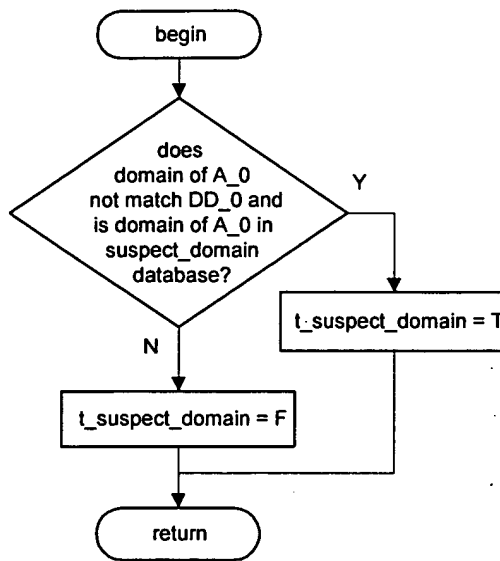 begin
does
domain of A_0
not match DD_0 and
is domain of A_0 in
suspect_domain
database?
Y
t_suspect_domain = T
N
t_suspect_domain = F
return